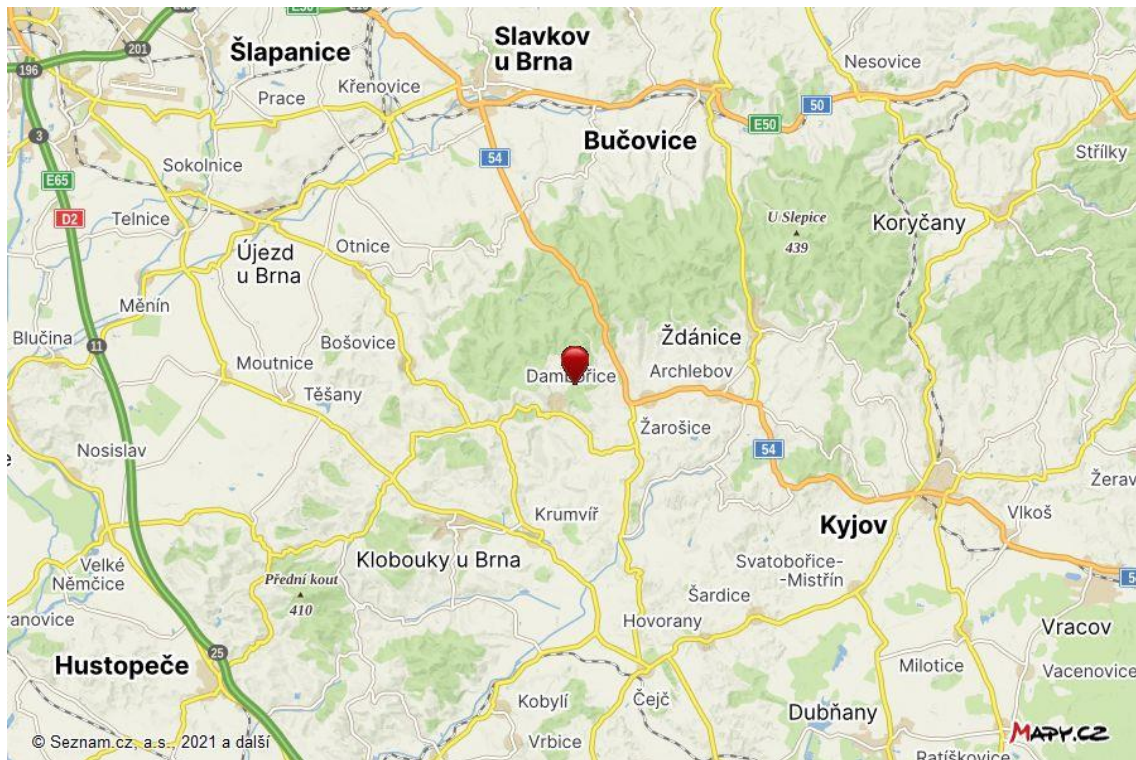 E50
201
196
Šlapanice
Slavkov
u Brna
Nesovice
Křenovice
Prace
50
E50
3
Bučovice
Sokolnice
54
Střílky
E65
D2
Telnice
U Slepice
439
Koryčany
Otnice
Újezd
u Brna
Měnín
Blučina
11
Bošovice
Ždánice
Moutnice
Archlebov
Těšany
Žarošice
54
Nosislav
Žerav
Krumvíř
Vlkoš
Kyjov
Klobouky u Brna
Velké
Němčice
Přední kout
410
Svatobořice-
-Mistřín
Šardice
ranovice
Hovorany
Vracov
25
Hustopeče
Milotice
Vacenovice
Kobylí
Čejč
Dubňany
© Seznam.cz, a.s., 2021 a další
Vrbice
Mapy.cz
Ratíškovice